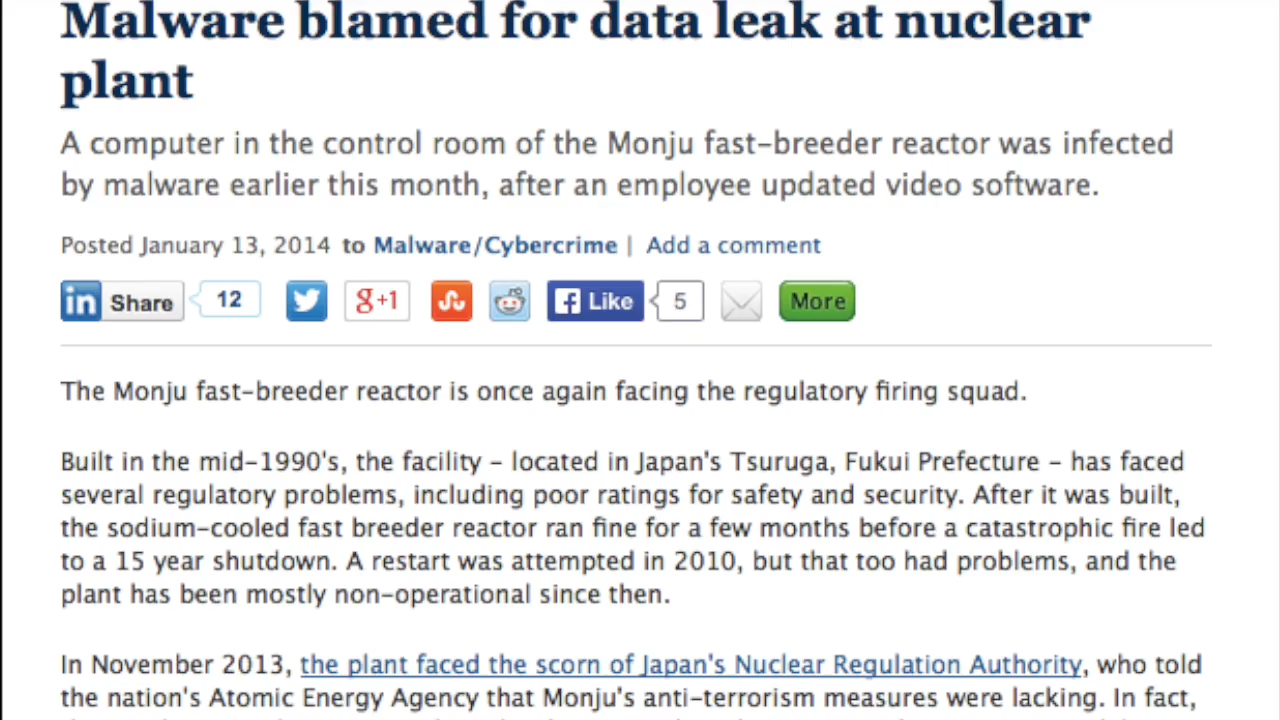 Malware blamed for data leak at nuclear
plant
A computer in the control room of the Monju fast-breeder reactor was infected
by malware earlier this month, after an employee updated video software.
Posted January 13, 2014 to Malware/Cybercrime | Add a comment
in Share 12 g+1 f Like 5 More
The Monju fast-breeder reactor is once again facing the regulatory firing squad.
Built in the mid-1990's, the facility – located in Japan's Tsuruga, Fukui Prefecture – has faced
several regulatory problems, including poor ratings for safety and security. After it was built,
the sodium-cooled fast breeder reactor ran fine for a few months before a catastrophic fire led
to a 15 year shutdown. A restart was attempted in 2010, but that too had problems, and the
plant has been mostly non-operational since then.
In November 2013, the plant faced the scorn of Japan's Nuclear Regulation Authority, who told
the nation's Atomic Energy Agency that Monju's anti-terrorism measures were lacking. In fact,